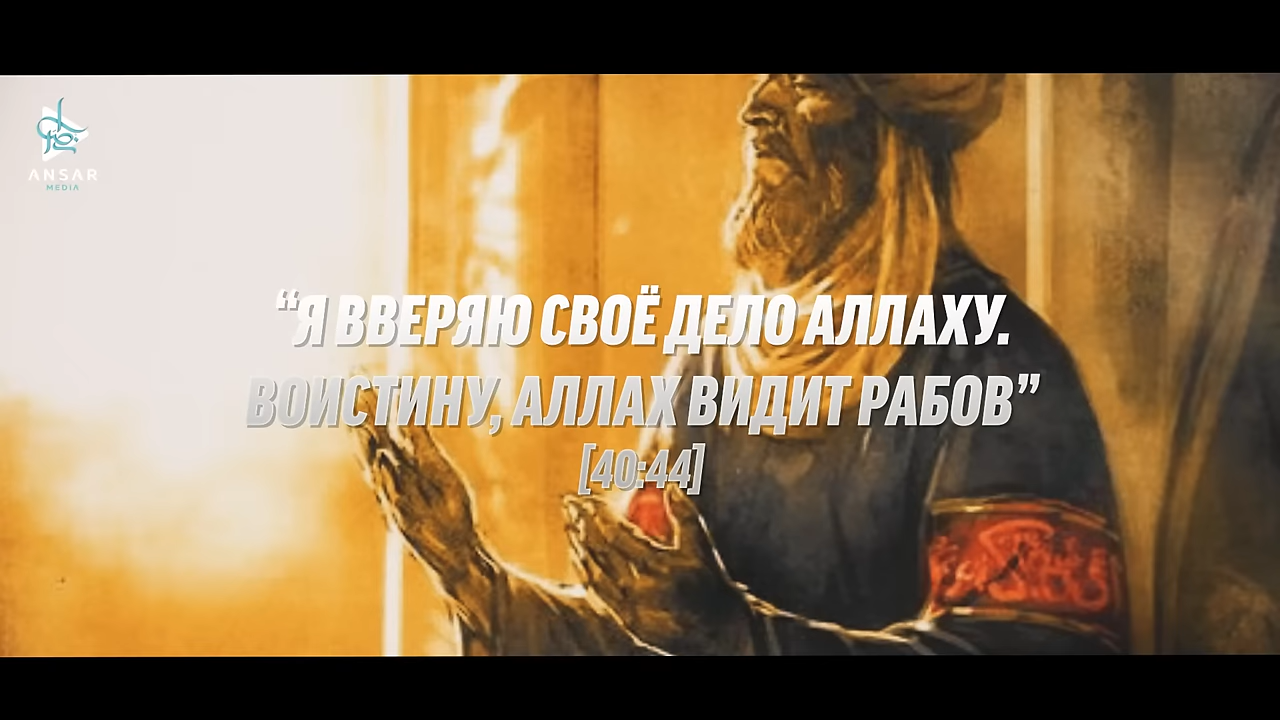 ANSAR
MEDIA
“Я ВВЕРЯЮ СВОЁ ДЕЛО АЛЛАХУ.
ВОИСТИНУ, АЛЛАХ ВИДИТ РАБОВ”
[40:44]